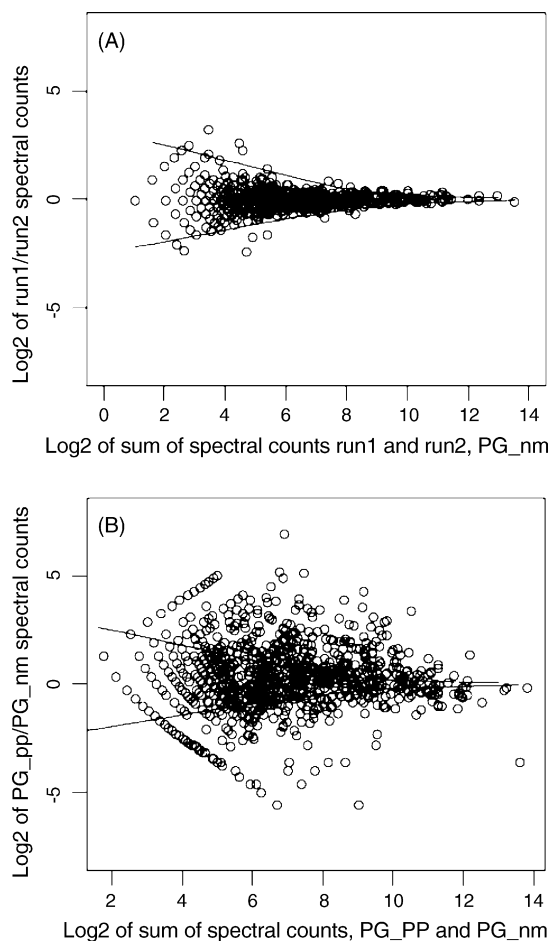 (A)
Log2 of run1/run2 spectral counts
5
0
-5
0 2 4 6 8 10 12 14
Log2 of sum of spectral counts run1 and run2, PG_nm
(B)
Log2 of PG_pp/PG_nm spectral counts
5
0
-5
2 4 6 8 10 12 14
Log2 of sum of spectral counts, PG_PP and PG_nm